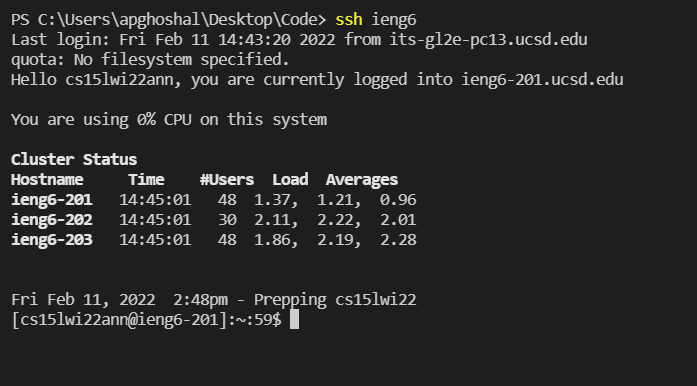 PS C:\Users\apghoshal\Desktop\Code> ssh ieng6
Last login: Fri Feb 11 14:43:20 2022 from its-gl2e-pc13.ucsd.edu
quota: No filesystem specified.
Hello cs15lwi22ann, you are currently logged into ieng6-201.ucsd.edu
You are using 0% CPU on this system
Cluster Status
Hostname     Time    #Users  Load  Averages
ieng6-201   14:45:01   48  1.37,  1.21,  0.96
ieng6-202   14:45:01   30  2.11,  2.22,  2.01
ieng6-203   14:45:01   48  1.86,  2.19,  2.28
Fri Feb 11, 2022  2:48pm - Prepping cs15lwi22
[cs15lwi22ann@ieng6-201]:~:59$